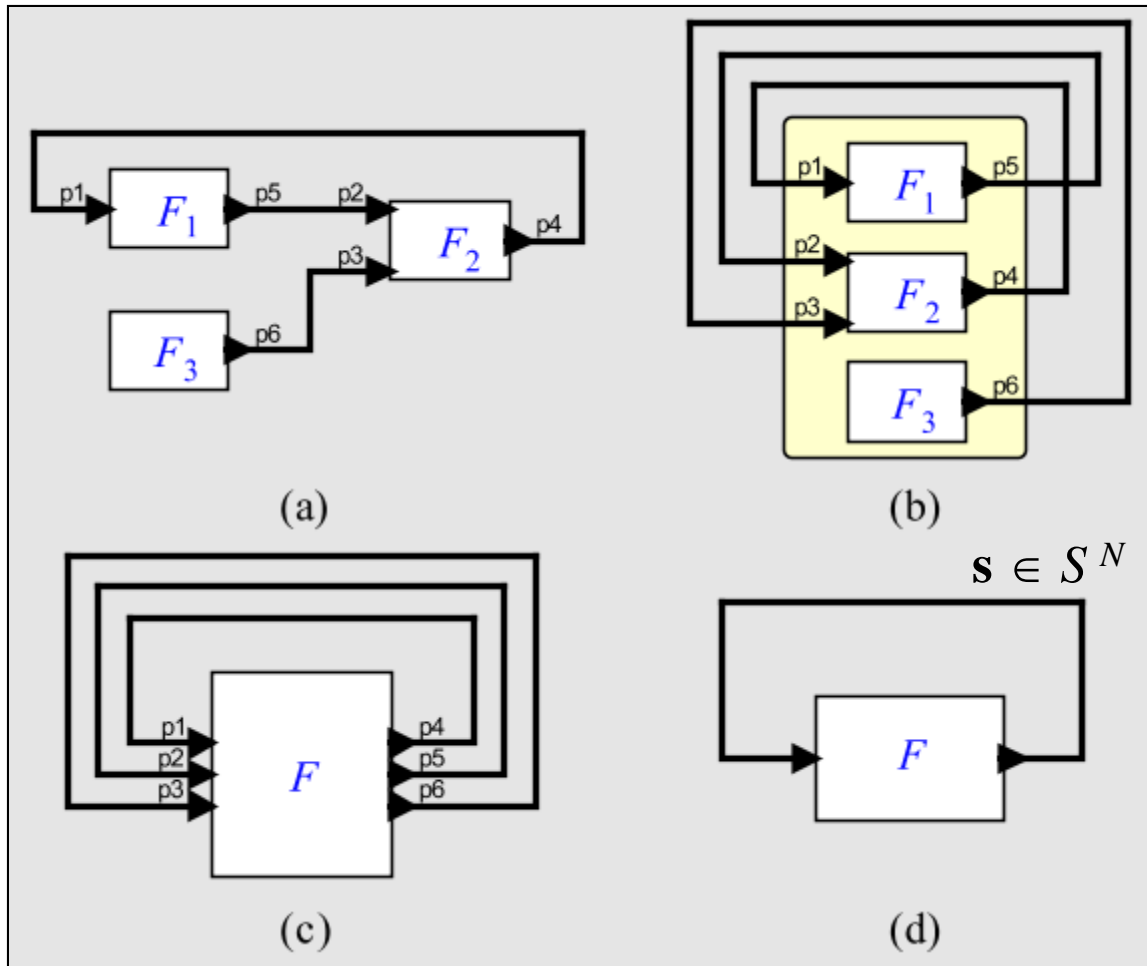 p1 F1 p5 p2 F2 p4
p3
F3 p6
(a)
p1 F1 p5
p2 F2 p4
p3
F3 p6
(b)
p1 p4
p2 F p5
p3 p6
(c)
s ∈ S^N
F
(d)